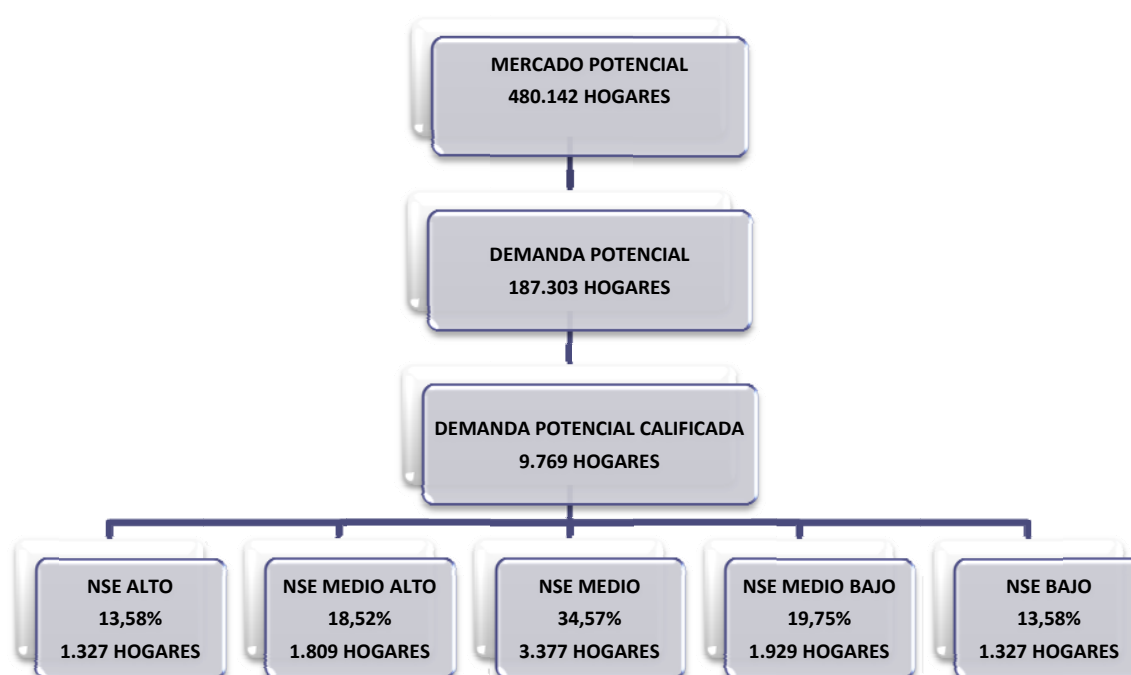 MERCADO POTENCIAL
480.142 HOGARES
DEMANDA POTENCIAL
187.303 HOGARES
DEMANDA POTENCIAL CALIFICADA
9.769 HOGARES
NSE ALTO
13,58%
1.327 HOGARES
NSE MEDIO ALTO
18,52%
1.809 HOGARES
NSE MEDIO
34,57%
3.377 HOGARES
NSE MEDIO BAJO
19,75%
1.929 HOGARES
NSE BAJO
13,58%
1.327 HOGARES